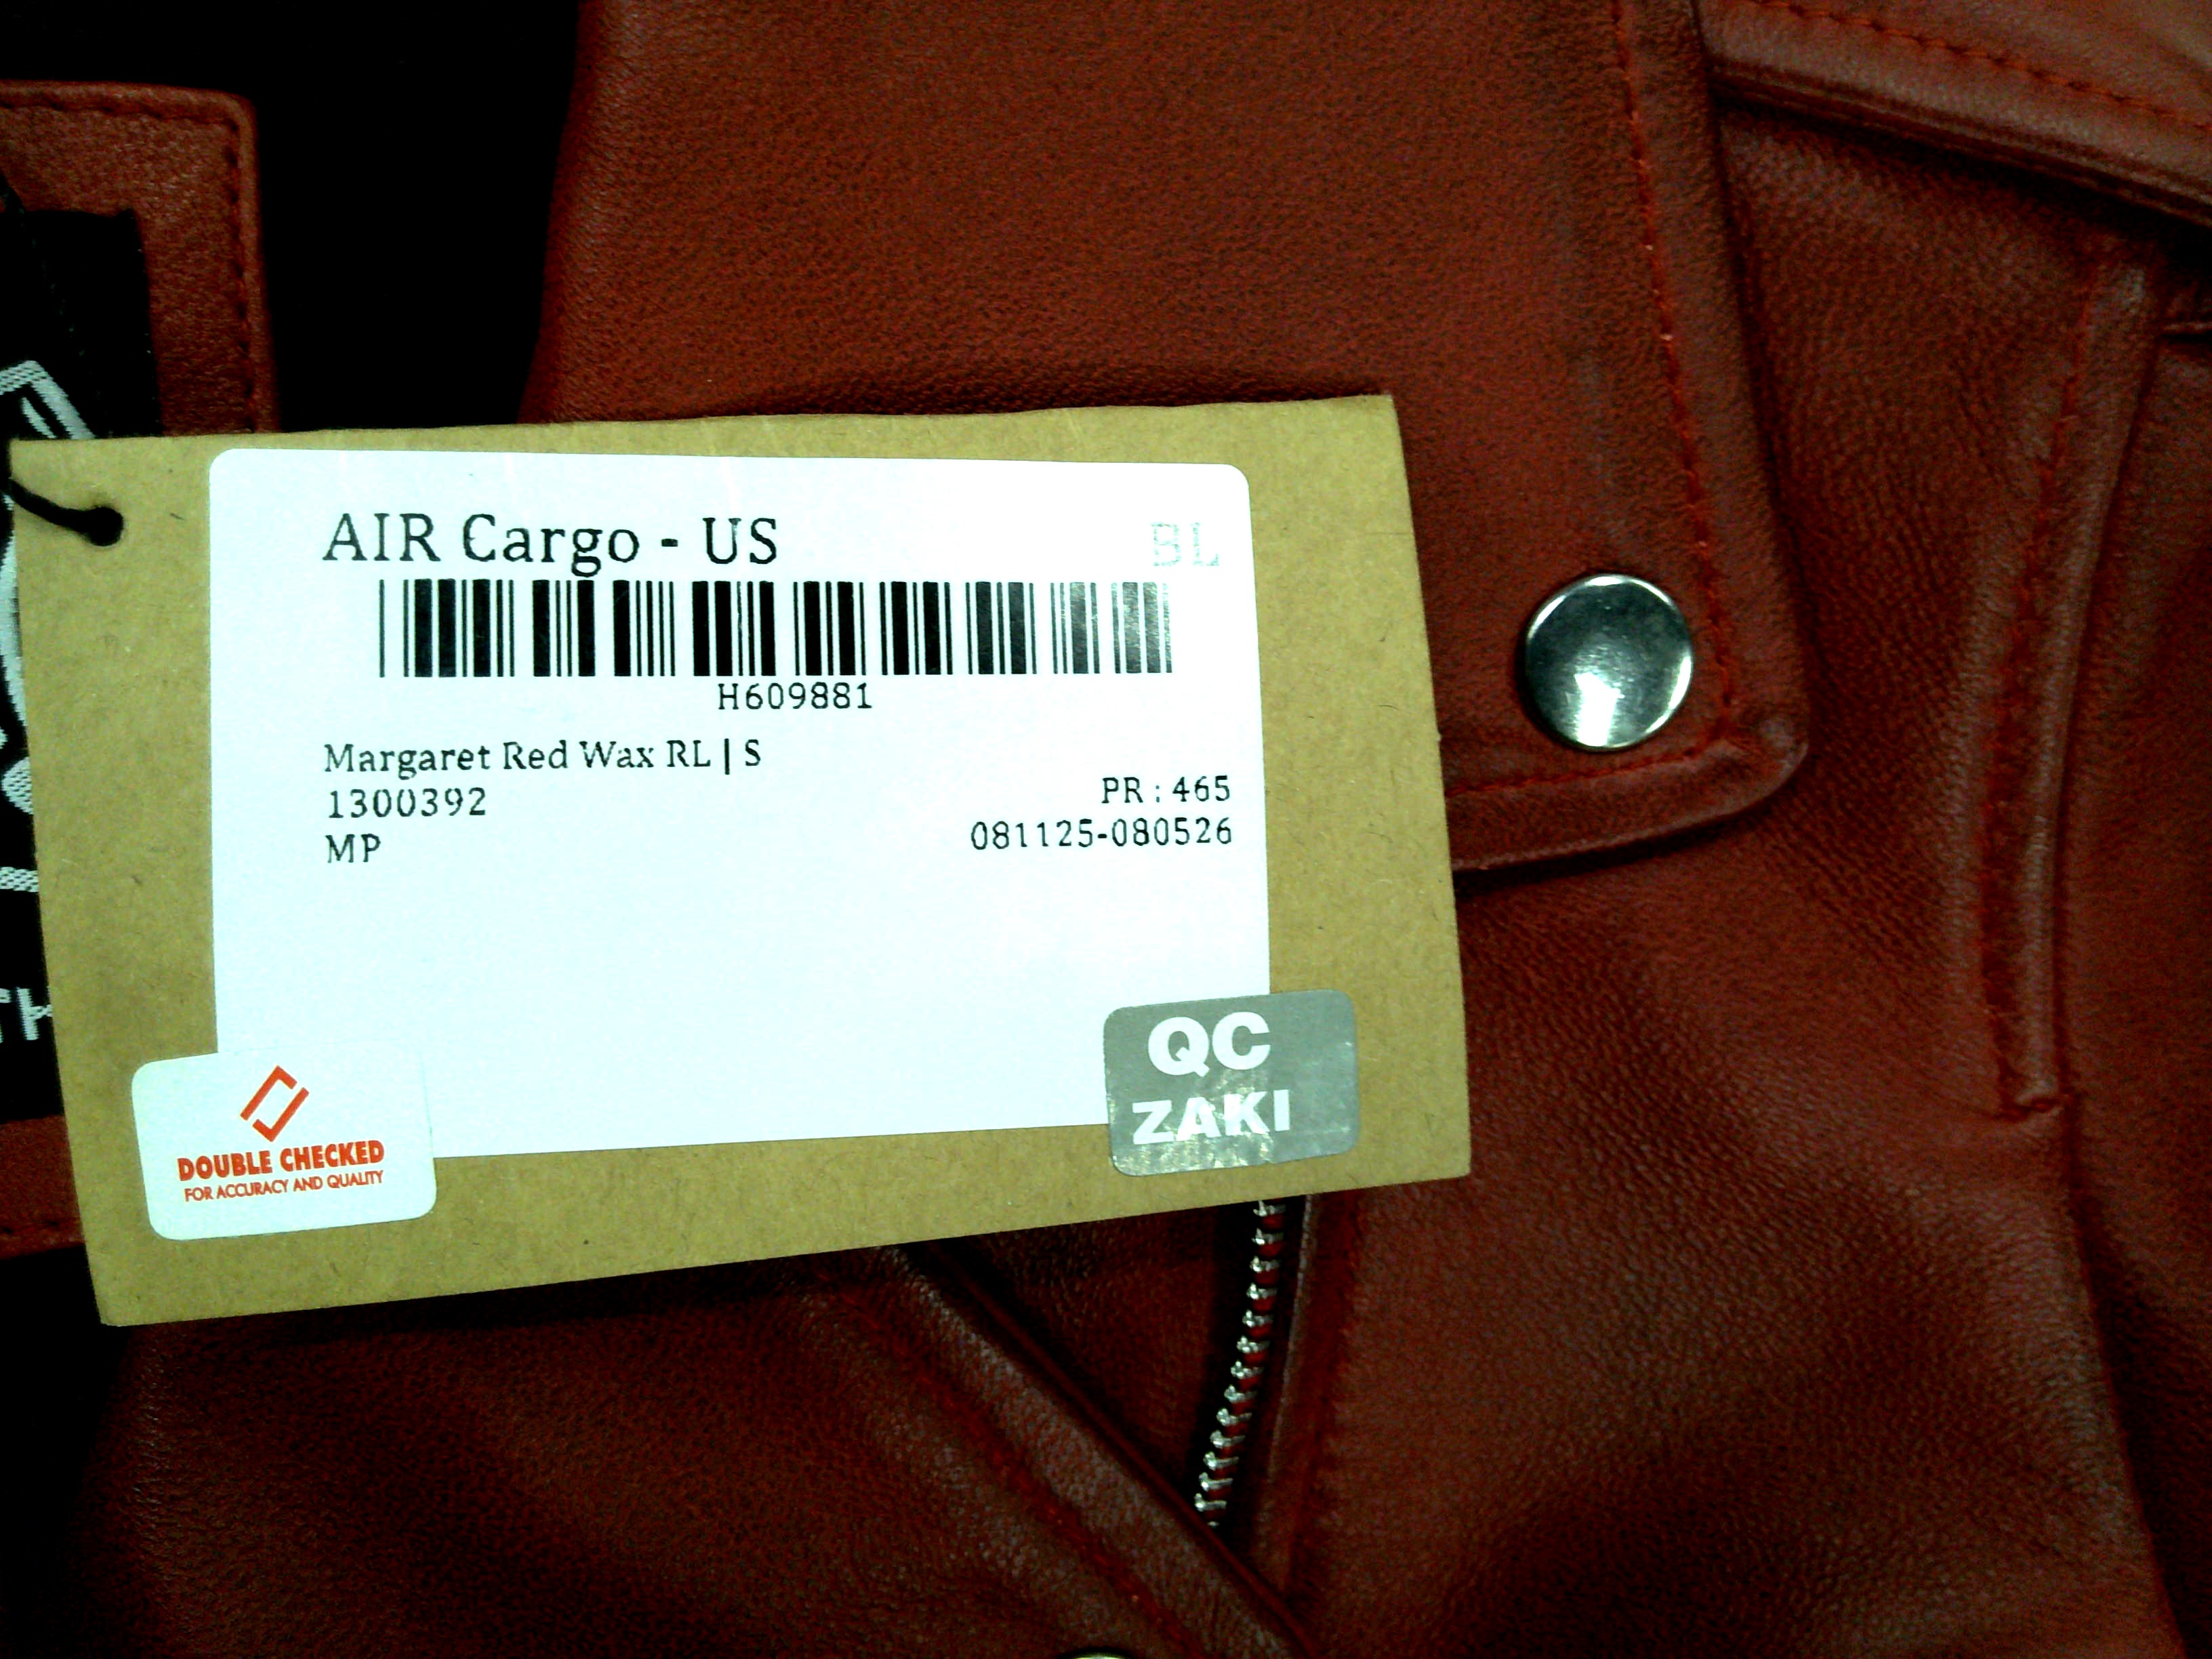 AIR Cargo - US
BL
H609881
Margaret Red Wax RL | S
1300392
PR : 465
MP
081125-080526
QC
ZAKI
DOUBLE CHECKED
FOR ACCURACY AND QUALITY